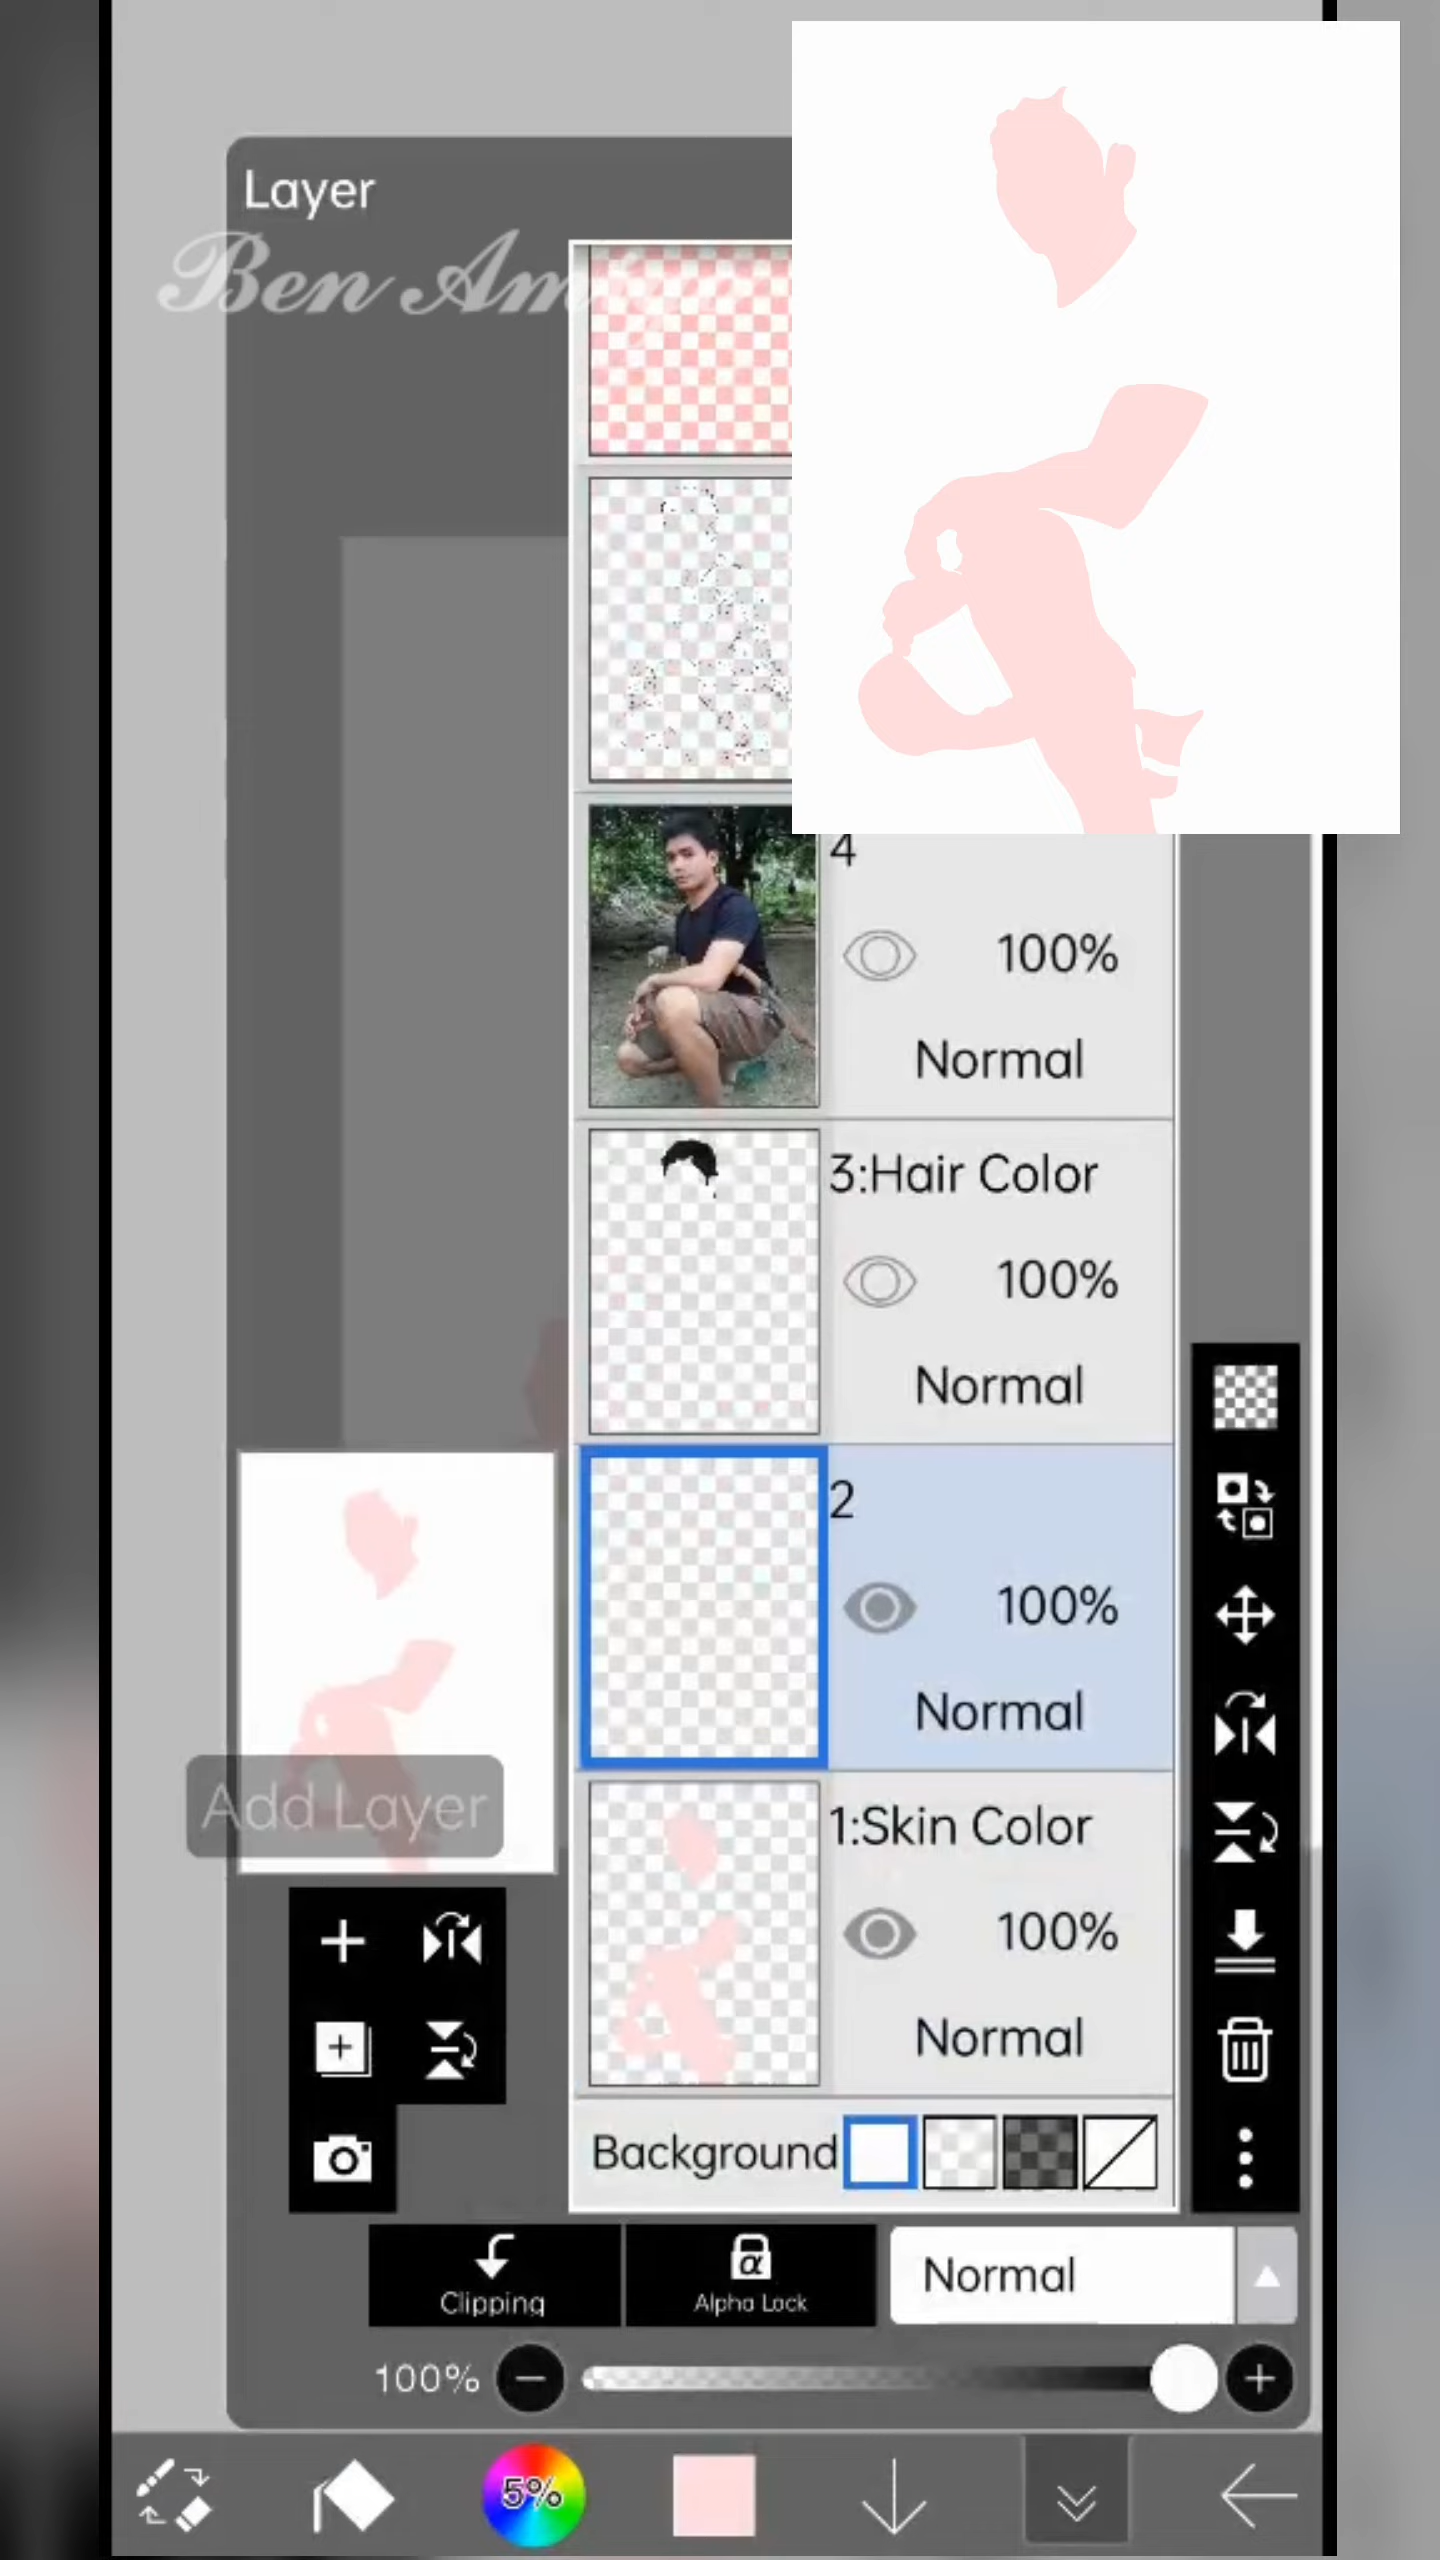 Layer
Ben Am
4
100%
Normal
3:Hair Color
100%
Normal
2
100%
Normal
1:Skin Color
100%
Normal
Add Layer
Background
Clipping
α
Alpha Lock
Normal
100%
5%